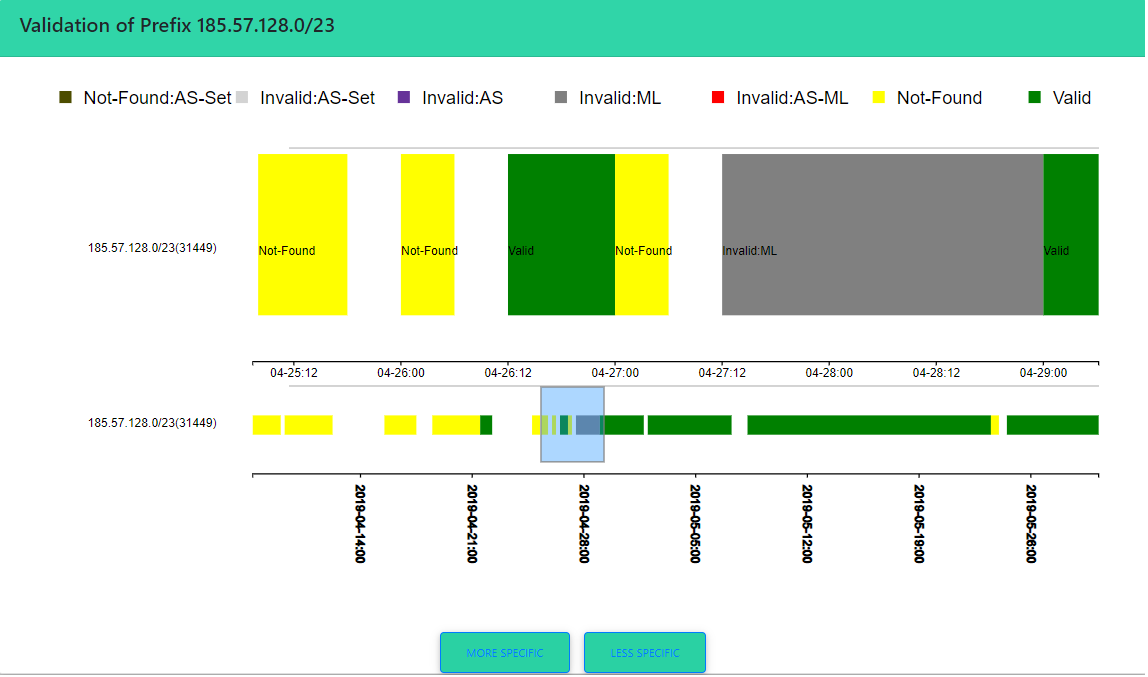 Validation of Prefix 185.57.128.0/23
Not-Found:AS-Set Invalid:AS-Set Invalid:AS Invalid:ML Invalid:AS-ML Not-Found Valid
185.57.128.0/23(31449) Not-Found Not-Found Valid Not-Found Invalid:ML Valid
04-25:12 04-26:00 04-26:12 04-27:00 04-27:12 04-28:00 04-28:12 04-29:00
185.57.128.0/23(31449)
2019-04-14:00 2019-04-21:00 2019-04-28:00 2019-05-05:00 2019-05-12:00 2019-05-19:00 2019-05-26:00
MORE SPECIFIC LESS SPECIFIC